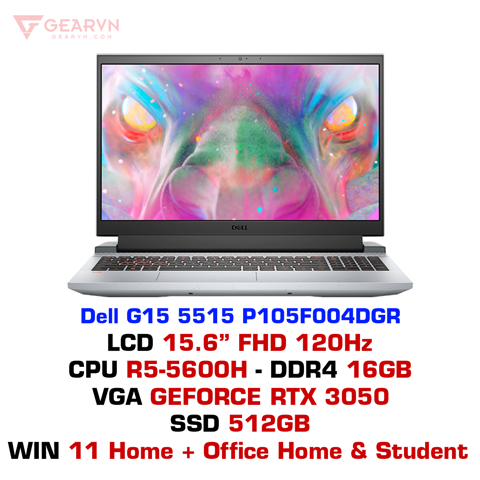 GEARVN
GEARVN.COM
DELL
Dell G15 5515 P105F004DGR
LCD 15.6” FHD 120Hz
CPU R5-5600H - DDR4 16GB
VGA GEFORCE RTX 3050
SSD 512GB
WIN 11 Home + Office Home & Student